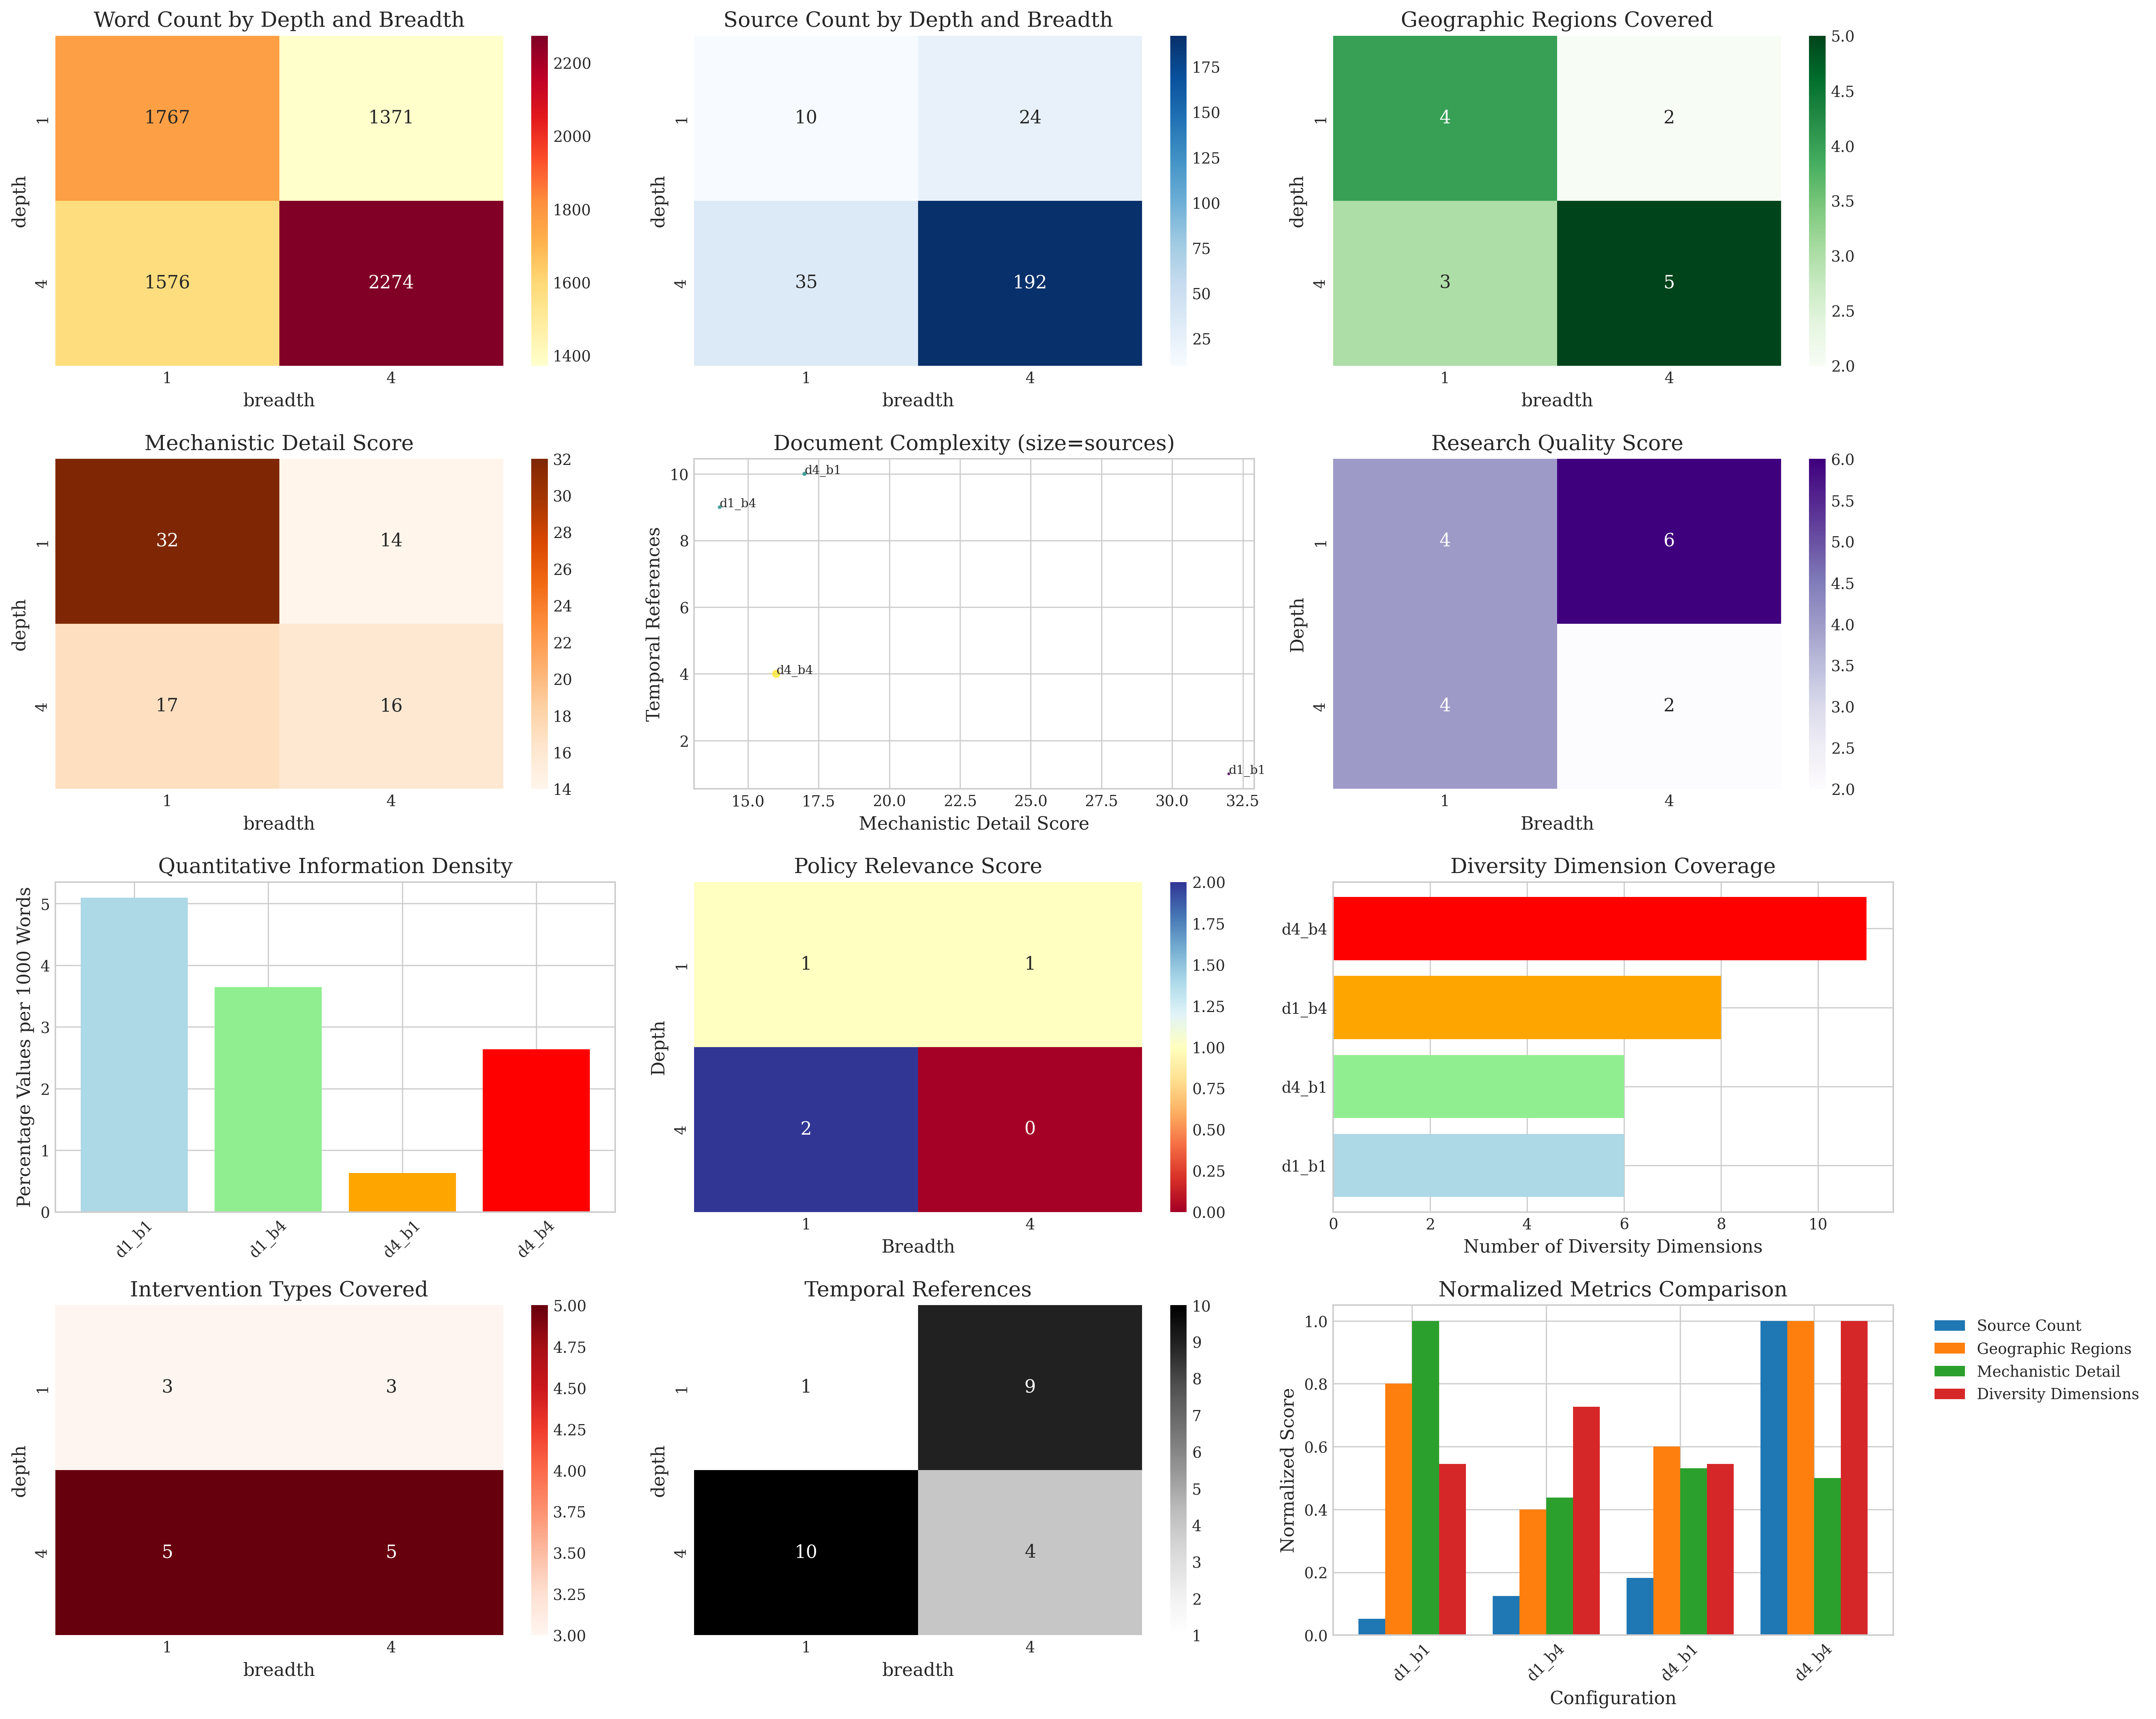 Word Count by Depth and Breadth
1767
1371
1576
2274
1
4
depth
1
4
breadth
2200
2000
1800
1600
1400
Source Count by Depth and Breadth
10
24
35
192
1
4
depth
1
4
breadth
175
150
125
100
75
50
25
Geographic Regions Covered
4
2
3
5
1
4
depth
1
4
breadth
5.0
4.5
4.0
3.5
3.0
2.5
2.0
Mechanistic Detail Score
32
14
17
16
1
4
depth
1
4
breadth
32
30
28
26
24
22
20
18
16
14
Document Complexity (size=sources)
10
8
6
4
2
Temporal References
d4_b1
d1_b4
d4_b4
d1_b1
15.0
17.5
20.0
22.5
25.0
27.5
30.0
32.5
Mechanistic Detail Score
Research Quality Score
4
6
4
2
1
4
Depth
1
4
Breadth
6.0
5.5
5.0
4.5
4.0
3.5
3.0
2.5
2.0
Quantitative Information Density
Percentage Values per 1000 Words
5
4
3
2
1
0
d1_b1
d1_b4
d4_b1
d4_b4
Policy Relevance Score
1
1
2
0
1
4
Depth
1
4
Breadth
2.00
1.75
1.50
1.25
1.00
0.75
0.50
0.25
0.00
Diversity Dimension Coverage
d4_b4
d1_b4
d4_b1
d1_b1
0
2
4
6
8
10
Number of Diversity Dimensions
Intervention Types Covered
3
3
5
5
1
4
depth
1
4
breadth
5.00
4.75
4.50
4.25
4.00
3.75
3.50
3.25
3.00
Temporal References
1
9
10
4
1
4
depth
1
4
breadth
10
9
8
7
6
5
4
3
2
1
Normalized Metrics Comparison
Normalized Score
1.0
0.8
0.6
0.4
0.2
0.0
d1_b1
d1_b4
d4_b1
d4_b4
Configuration
Source Count
Geographic Regions
Mechanistic Detail
Diversity Dimensions